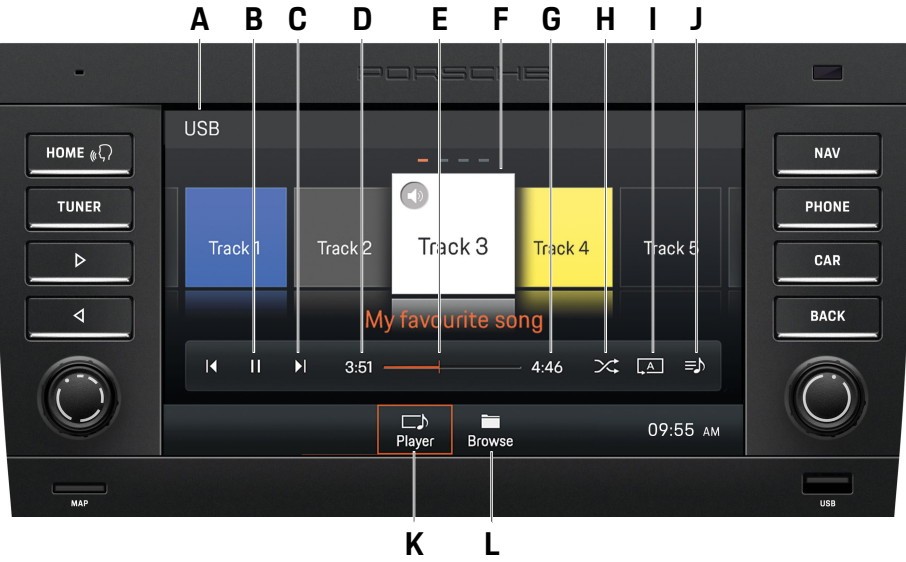 A B C D E F G H I J
PORSCHE
USB
HOME
NAV
TUNER
PHONE
Track 1
Track 2
Track 3
Track 4
Track 5
CAR
BACK
My favourite song
3:51
4:46
A
Player
Browse
09:55 AM
MAP
USB
K L